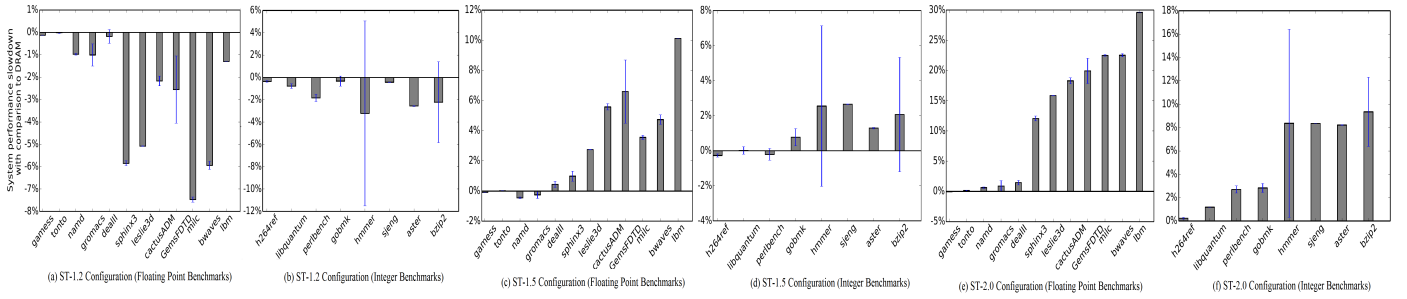 System performance slowdown
with comparison to DRAM
1%
0%
-1%
-2%
-3%
-4%
-5%
-6%
-7%
-8%
gamess
tonto
namd
gromacs
dealII
sphinx3
leslie3d
cactusADM
GemsFDTD
milc
bwaves
lbm
(a) ST-1.2 Configuration (Floating Point Benchmarks)
6%
4%
2%
0%
-2%
-4%
-6%
-8%
-10%
-12%
h264ref
libquantum
perlbench
gobmk
hmmer
sjeng
aster
bzip2
(b) ST-1.2 Configuration (Integer Benchmarks)
12%
10%
8%
6%
4%
2%
0%
-2%
gamess
tonto
namd
gromacs
dealII
sphinx3
leslie3d
cactusADM
GemsFDTD
milc
bwaves
lbm
(c) ST-1.5 Configuration (Floating Point Benchmarks)
8%
6%
4%
2%
0%
-2%
-4%
h264ref
libquantum
perlbench
gobmk
hmmer
sjeng
aster
bzip2
(d) ST-1.5 Configuration (Integer Benchmarks)
30%
25%
20%
15%
10%
5%
0%
-5%
gamess
tonto
namd
gromacs
dealII
sphinx3
leslie3d
cactusADM
GemsFDTD
milc
bwaves
lbm
(e) ST-2.0 Configuration (Floating Point Benchmarks)
18%
16%
14%
12%
10%
8%
6%
4%
2%
0%
h264ref
libquantum
perlbench
gobmk
hmmer
sjeng
aster
bzip2
(f) ST-2.0 Configuration (Integer Benchmarks)